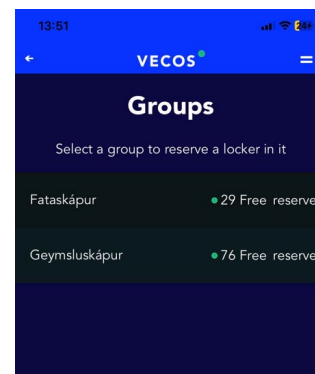 13:51
VECOS
Groups
Select a group to reserve a locker in it
Fataskápur 29 Free reserve
Geymsluskápur 76 Free reserve